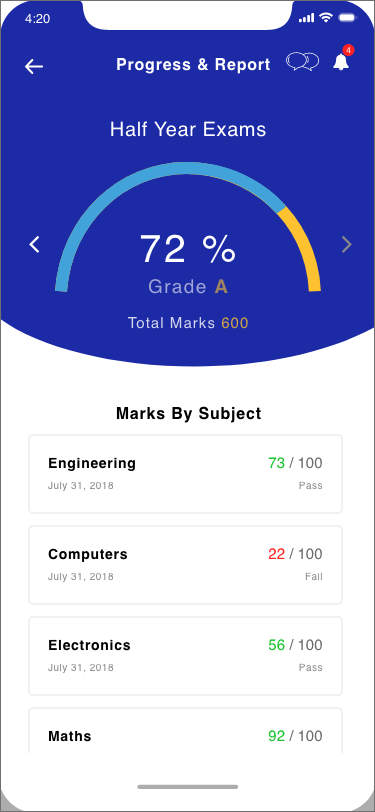 4:20
Progress & Report
4
Half Year Exams
72 %
Grade A
Total Marks 600
Marks By Subject
Engineering 73 / 100
July 31, 2018 Pass
Computers 22 / 100
July 31, 2018 Fail
Electronics 56 / 100
July 31, 2018 Pass
Maths 92 / 100